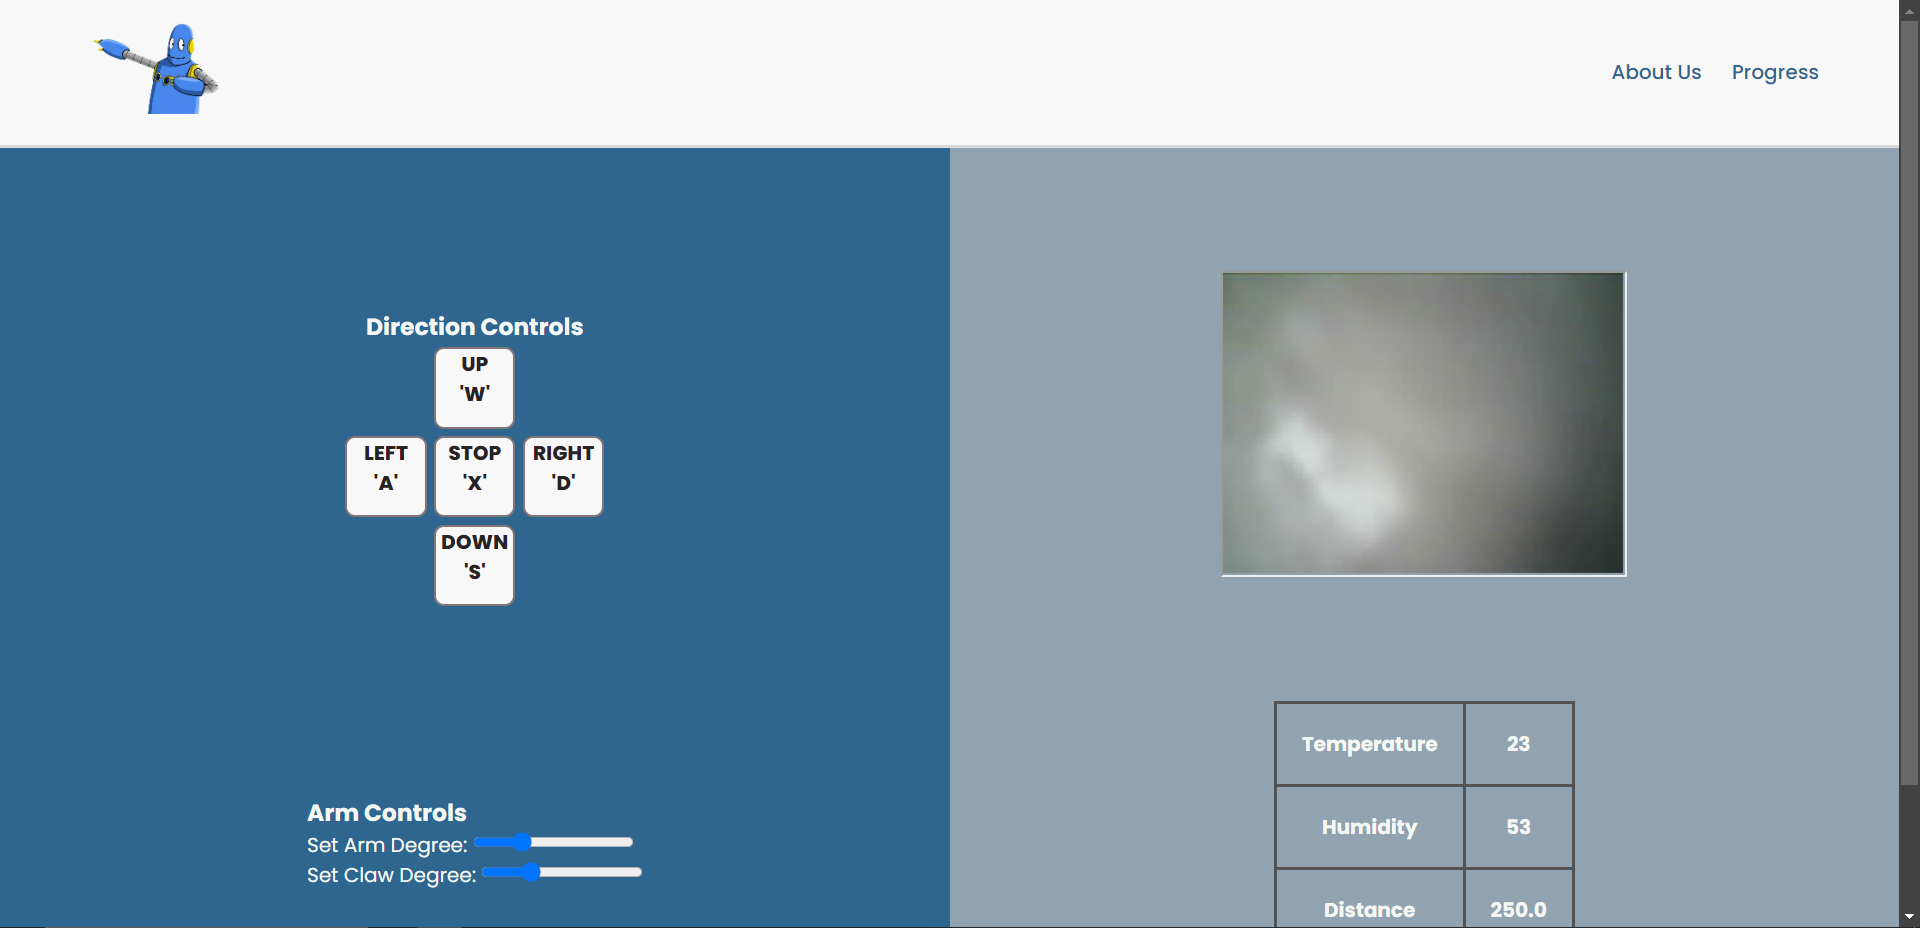 About Us Progress
Direction Controls
UP
'W'
LEFT
'A'
STOP
'X'
RIGHT
'D'
DOWN
'S'
Arm Controls
Set Arm Degree:
Set Claw Degree:
Temperature 23
Humidity 53
Distance 250.0